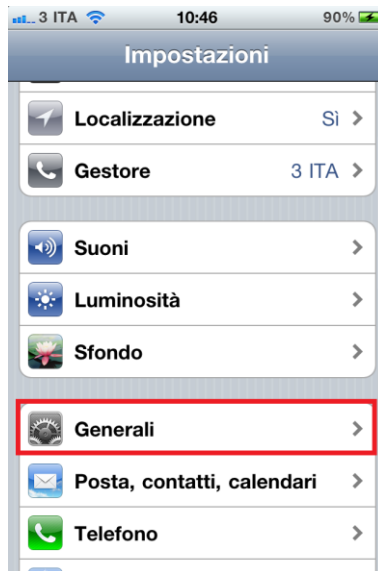 3 ITA 10:46 90%
Impostazioni
Localizzazione Sì
Gestore 3 ITA
Suoni
Luminosità
Sfondo
Generali
Posta, contatti, calendari
Telefono